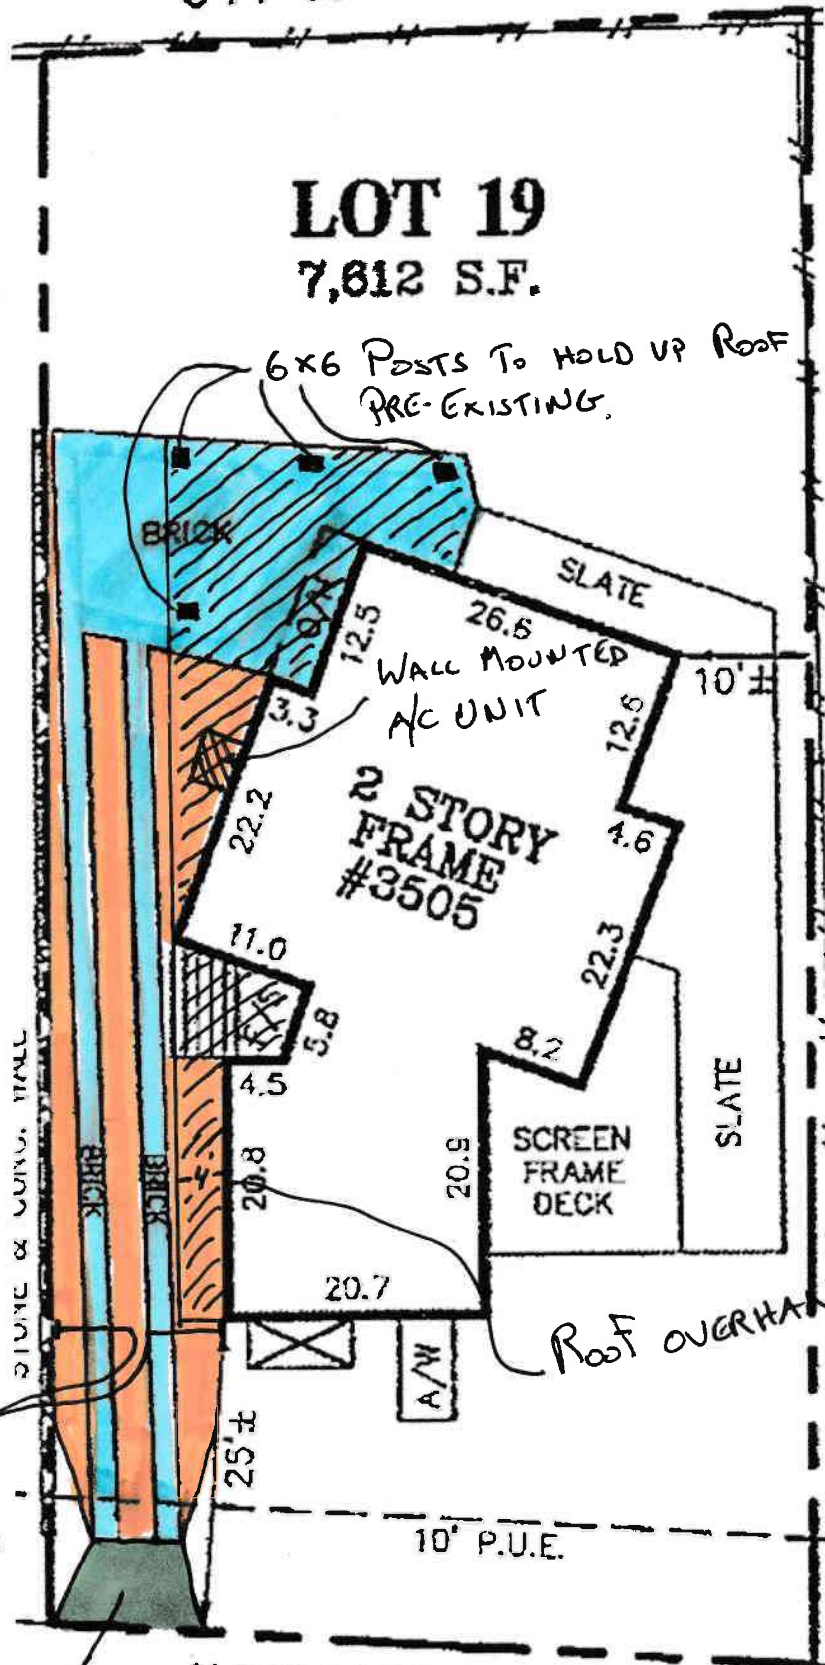 LOT 19
7,612 S.F.
6x6 POSTS TO HOLD UP ROOF
PRE-EXISTING.
BRICK
SLATE
26.5
12.5
WALL MOUNTED
A/C UNIT
10'±
3.3
12.6
22.2
2 STORY
FRAME
#3505
4.6
11.0
22.3
5.8
8.2
4.5
SLATE
SCREEN
FRAME
DECK
BRICK
BRICK
4'
20.8
20.9
20.7
ROOF OVERHA
A/W
25'±
10' P.U.E.